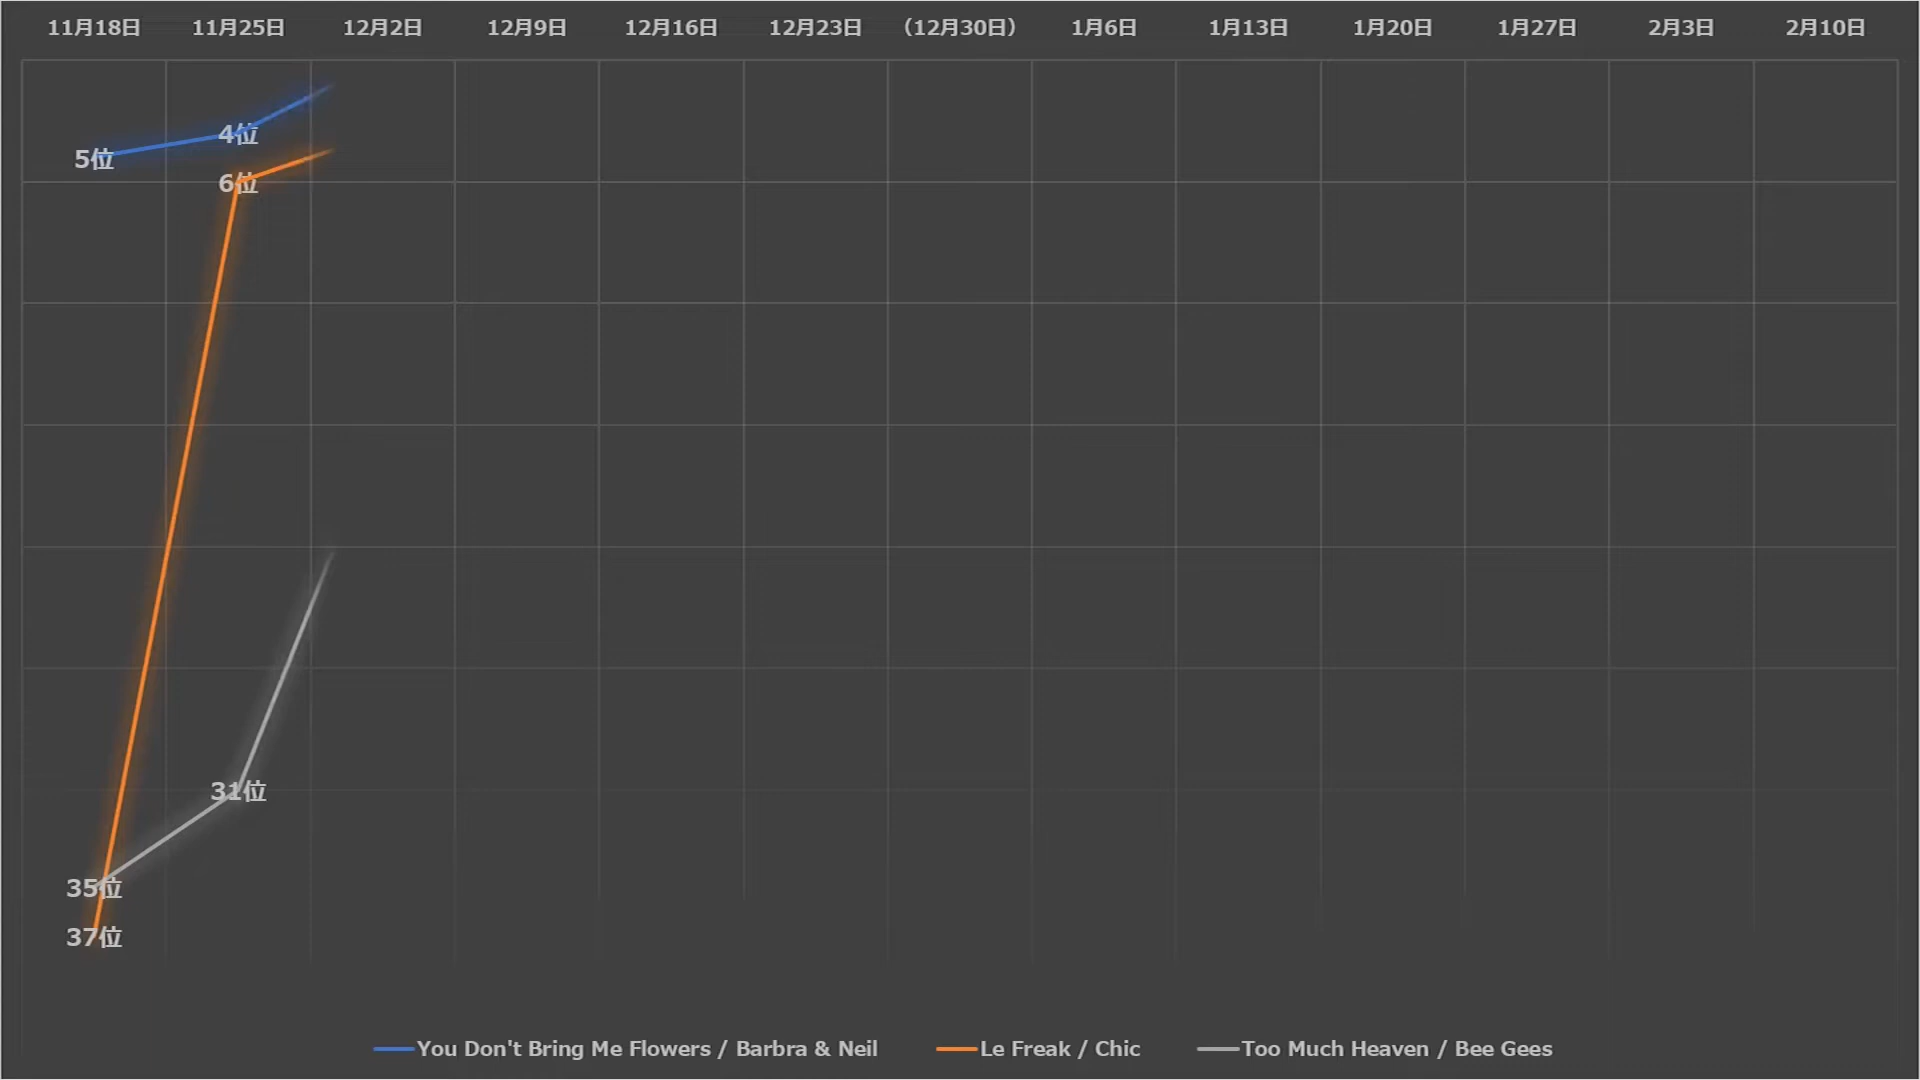 11月18日 11月25日 12月2日 12月9日 12月16日 12月23日 （12月30日） 1月6日 1月13日 1月20日 1月27日 2月3日 2月10日
4位
5位
6位
31位
35位
37位
You Don't Bring Me Flowers / Barbra & Neil Le Freak / Chic Too Much Heaven / Bee Gees